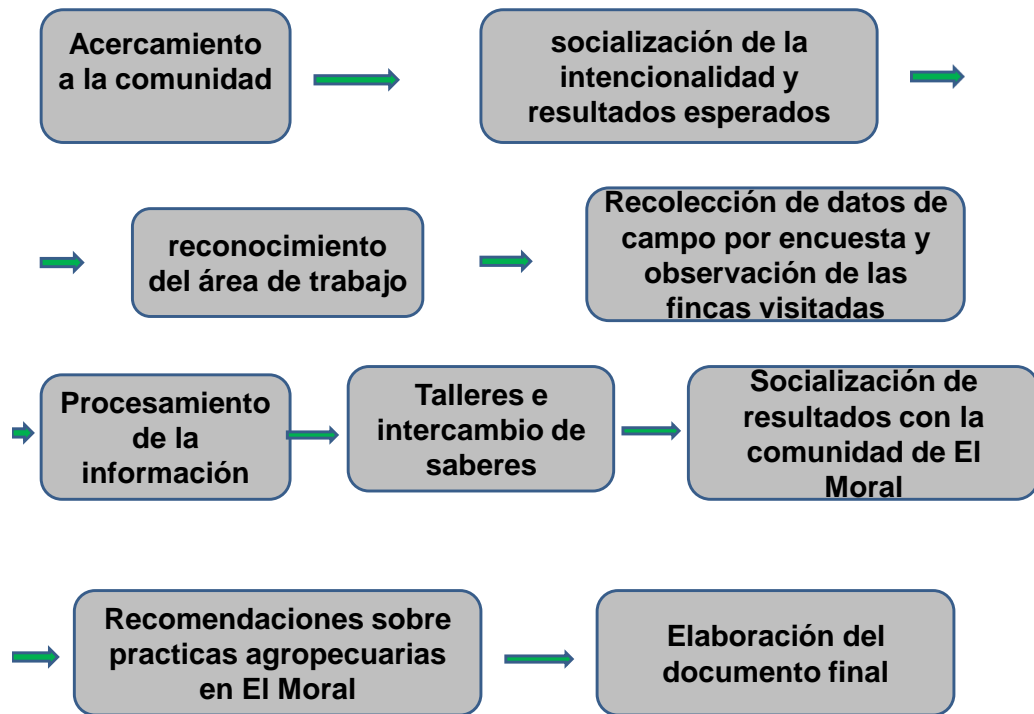 Acercamiento
a la comunidad
socialización de la
intencionalidad y
resultados esperados
reconocimiento
del área de trabajo
Recolección de datos de
campo por encuesta y
observación de las
fincas visitadas
Procesamiento
de la
información
Talleres e
intercambio de
saberes
Socialización de
resultados con la
comunidad de El
Moral
Recomendaciones sobre
practicas agropecuarias
en El Moral
Elaboración del
documento final